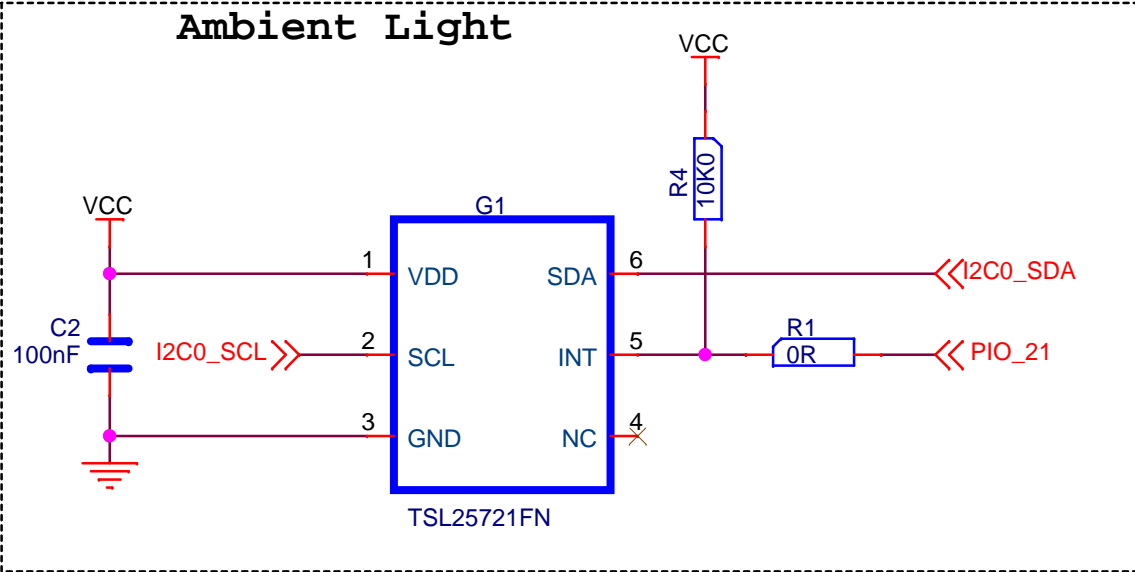 Ambient Light
VCC
R4
10K0
VCC
G1
1
VDD
SDA
6
I2C0_SDA
C2
100nF
I2C0_SCL
2
SCL
INT
5
R1
0R
PIO_21
3
GND
NC
4
TSL25721FN